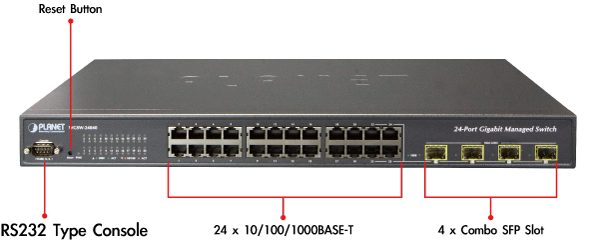 Reset Button
PLANET
24-Port Gigabit Managed Switch
RS232 Type Console
24 x 10/100/1000BASE-T
4 x Combo SFP Slot